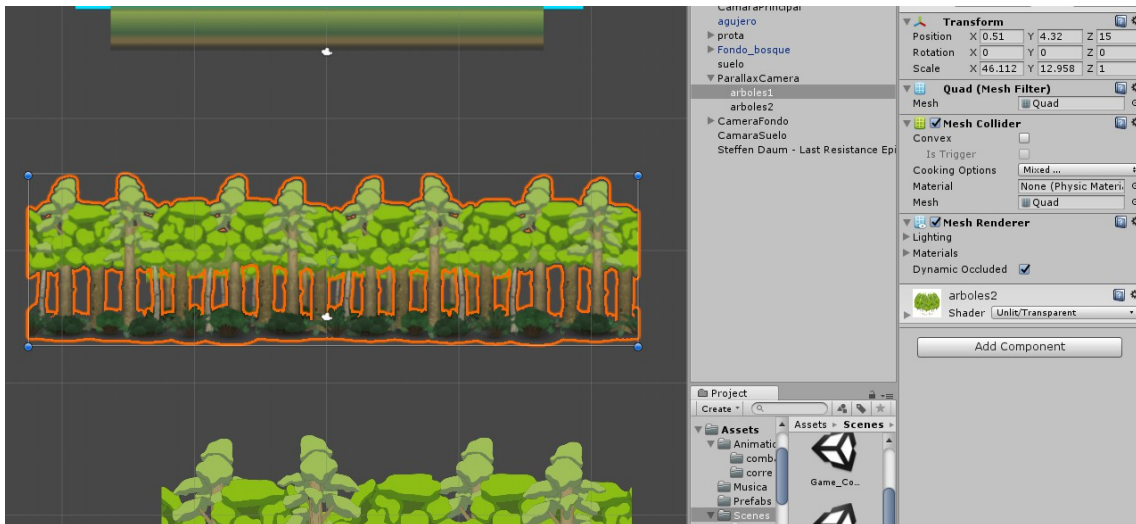 CamaraPrincipal
agujero
prota
Fondo_bosque
suelo
ParallaxCamera
arboles1
arboles2
CameraFondo
CamaraSuelo
Steffen Daum - Last Resistance Epi
Project
Create
Assets
Animatic
comb
corre
Musica
Prefabs
Scenes
Assets Scenes
Game_Co...
Transform
Position X 0.51 Y 4.32 Z 15
Rotation X 0 Y 0 Z 0
Scale X 46.112 Y 12.958 Z 1
Quad (Mesh Filter)
Mesh Quad
Mesh Collider
Convex
Is Trigger
Cooking Options Mixed ...
Material None (Physic Materi
Mesh Quad
Mesh Renderer
Lighting
Materials
Dynamic Occluded
arboles2
Shader Unlit/Transparent
Add Component